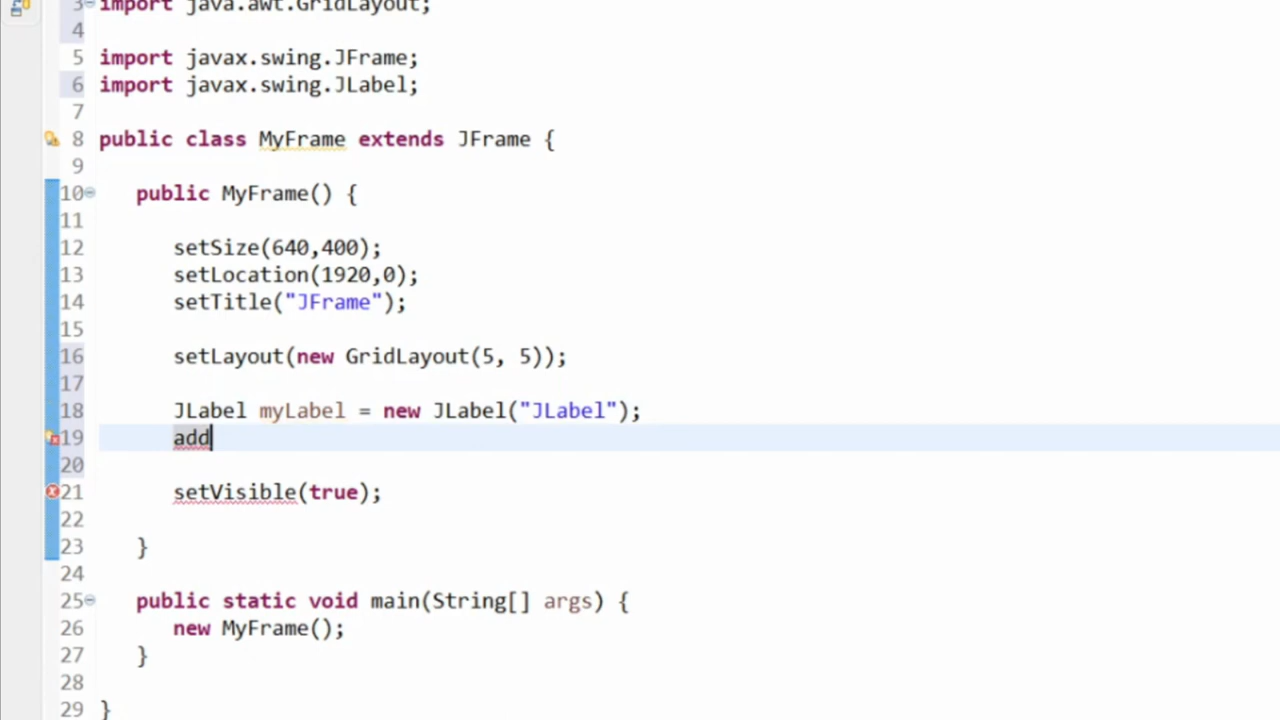 3 import java.awt.GridLayout;
4
5 import javax.swing.JFrame;
6 import javax.swing.JLabel;
7
8 public class MyFrame extends JFrame {
9
10 public MyFrame() {
11
12 setSize(640,400);
13 setLocation(1920,0);
14 setTitle("JFrame");
15
16 setLayout(new GridLayout(5, 5));
17
18 JLabel myLabel = new JLabel("JLabel");
19 add
20
21 setVisible(true);
22
23 }
24
25 public static void main(String[] args) {
26 new MyFrame();
27 }
28
29 }